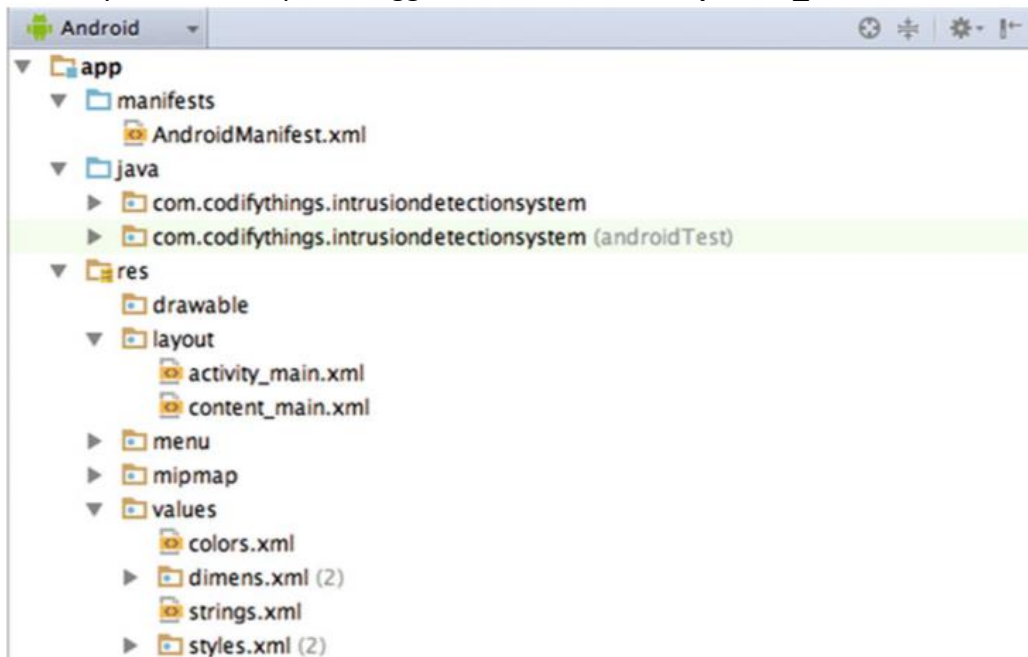 Android
app
manifests
AndroidManifest.xml
java
com.codifythings.intrusiondetectionsystem
com.codifythings.intrusiondetectionsystem (androidTest)
res
drawable
layout
activity_main.xml
content_main.xml
menu
mipmap
values
colors.xml
dimens.xml (2)
strings.xml
styles.xml (2)